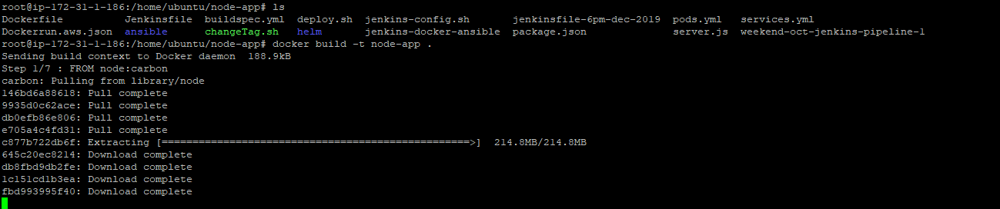 root@ip-172-31-1-186:/home/ubuntu/node-app# ls
Dockerfile Jenkinsfile buildspec.yml deploy.sh jenkins-config.sh jenkinsfile-6pm-dec-2019 pods.yml services.yml
Dockerrun.aws.json ansible changeTag.sh helm jenkins-docker-ansible package.json server.js weekend-oct-jenkins-pipeline-1
root@ip-172-31-1-186:/home/ubuntu/node-app# docker build -t node-app .
Sending build context to Docker daemon 188.9kB
Step 1/7 : FROM node:carbon
carbon: Pulling from library/node
146bd6a88618: Pull complete
9935d0c62ace: Pull complete
db0efb86e806: Pull complete
e705a4c4fd31: Pull complete
c877b722db6f: Extracting [==================================================>] 214.8MB/214.8MB
645c20ec8214: Download complete
db8fbd9db2fe: Download complete
1c151cd1b3ea: Download complete
fbd993995f40: Download complete